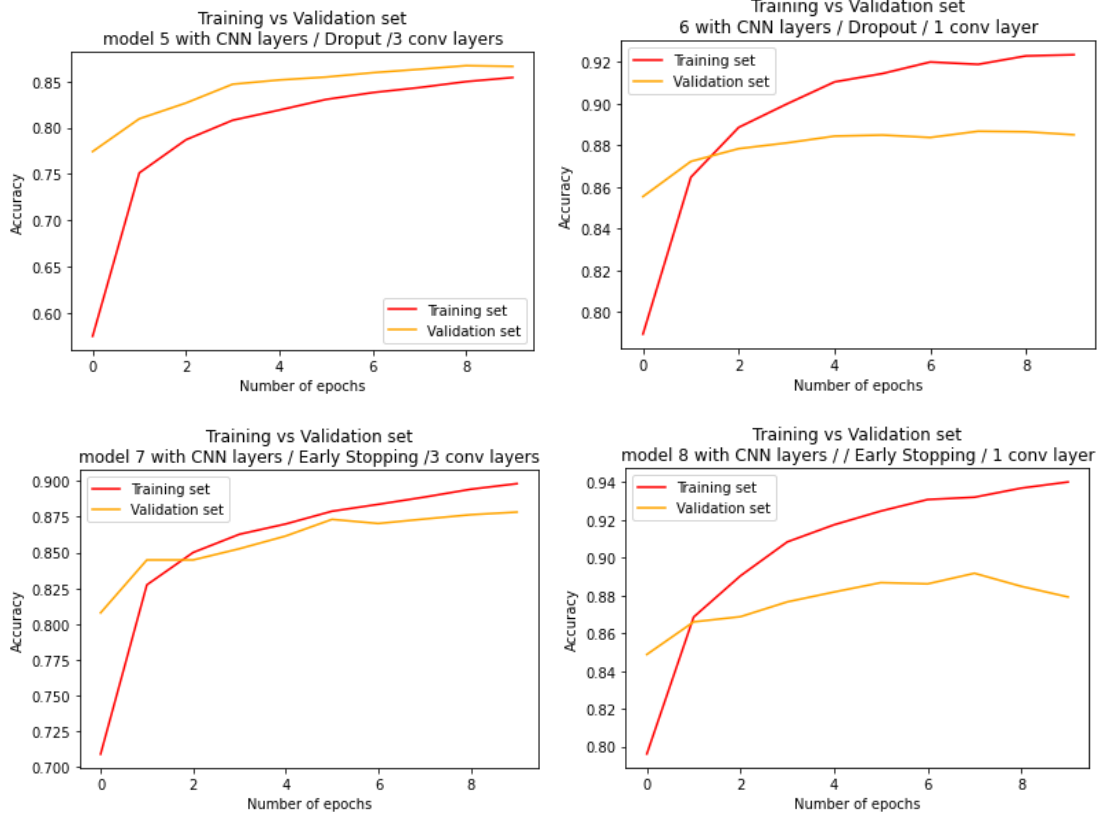 Training vs Validation set
model 5 with CNN layers / Droput /3 conv layers
0.85
0.80
0.75
0.70
0.65
0.60
Accuracy
Training set
Validation set
0 2 4 6 8
Number of epochs
Training vs Validation set
6 with CNN layers / Dropout / 1 conv layer
Training set
Validation set
0.92
0.90
0.88
0.86
0.84
0.82
0.80
Accuracy
0 2 4 6 8
Number of epochs
Training vs Validation set
model 7 with CNN layers / Early Stopping /3 conv layers
Training set
Validation set
0.900
0.875
0.850
0.825
0.800
0.775
0.750
0.725
0.700
Accuracy
0 2 4 6 8
Number of epochs
Training vs Validation set
model 8 with CNN layers / / Early Stopping / 1 conv layer
Training set
Validation set
0.94
0.92
0.90
0.88
0.86
0.84
0.82
0.80
Accuracy
0 2 4 6 8
Number of epochs